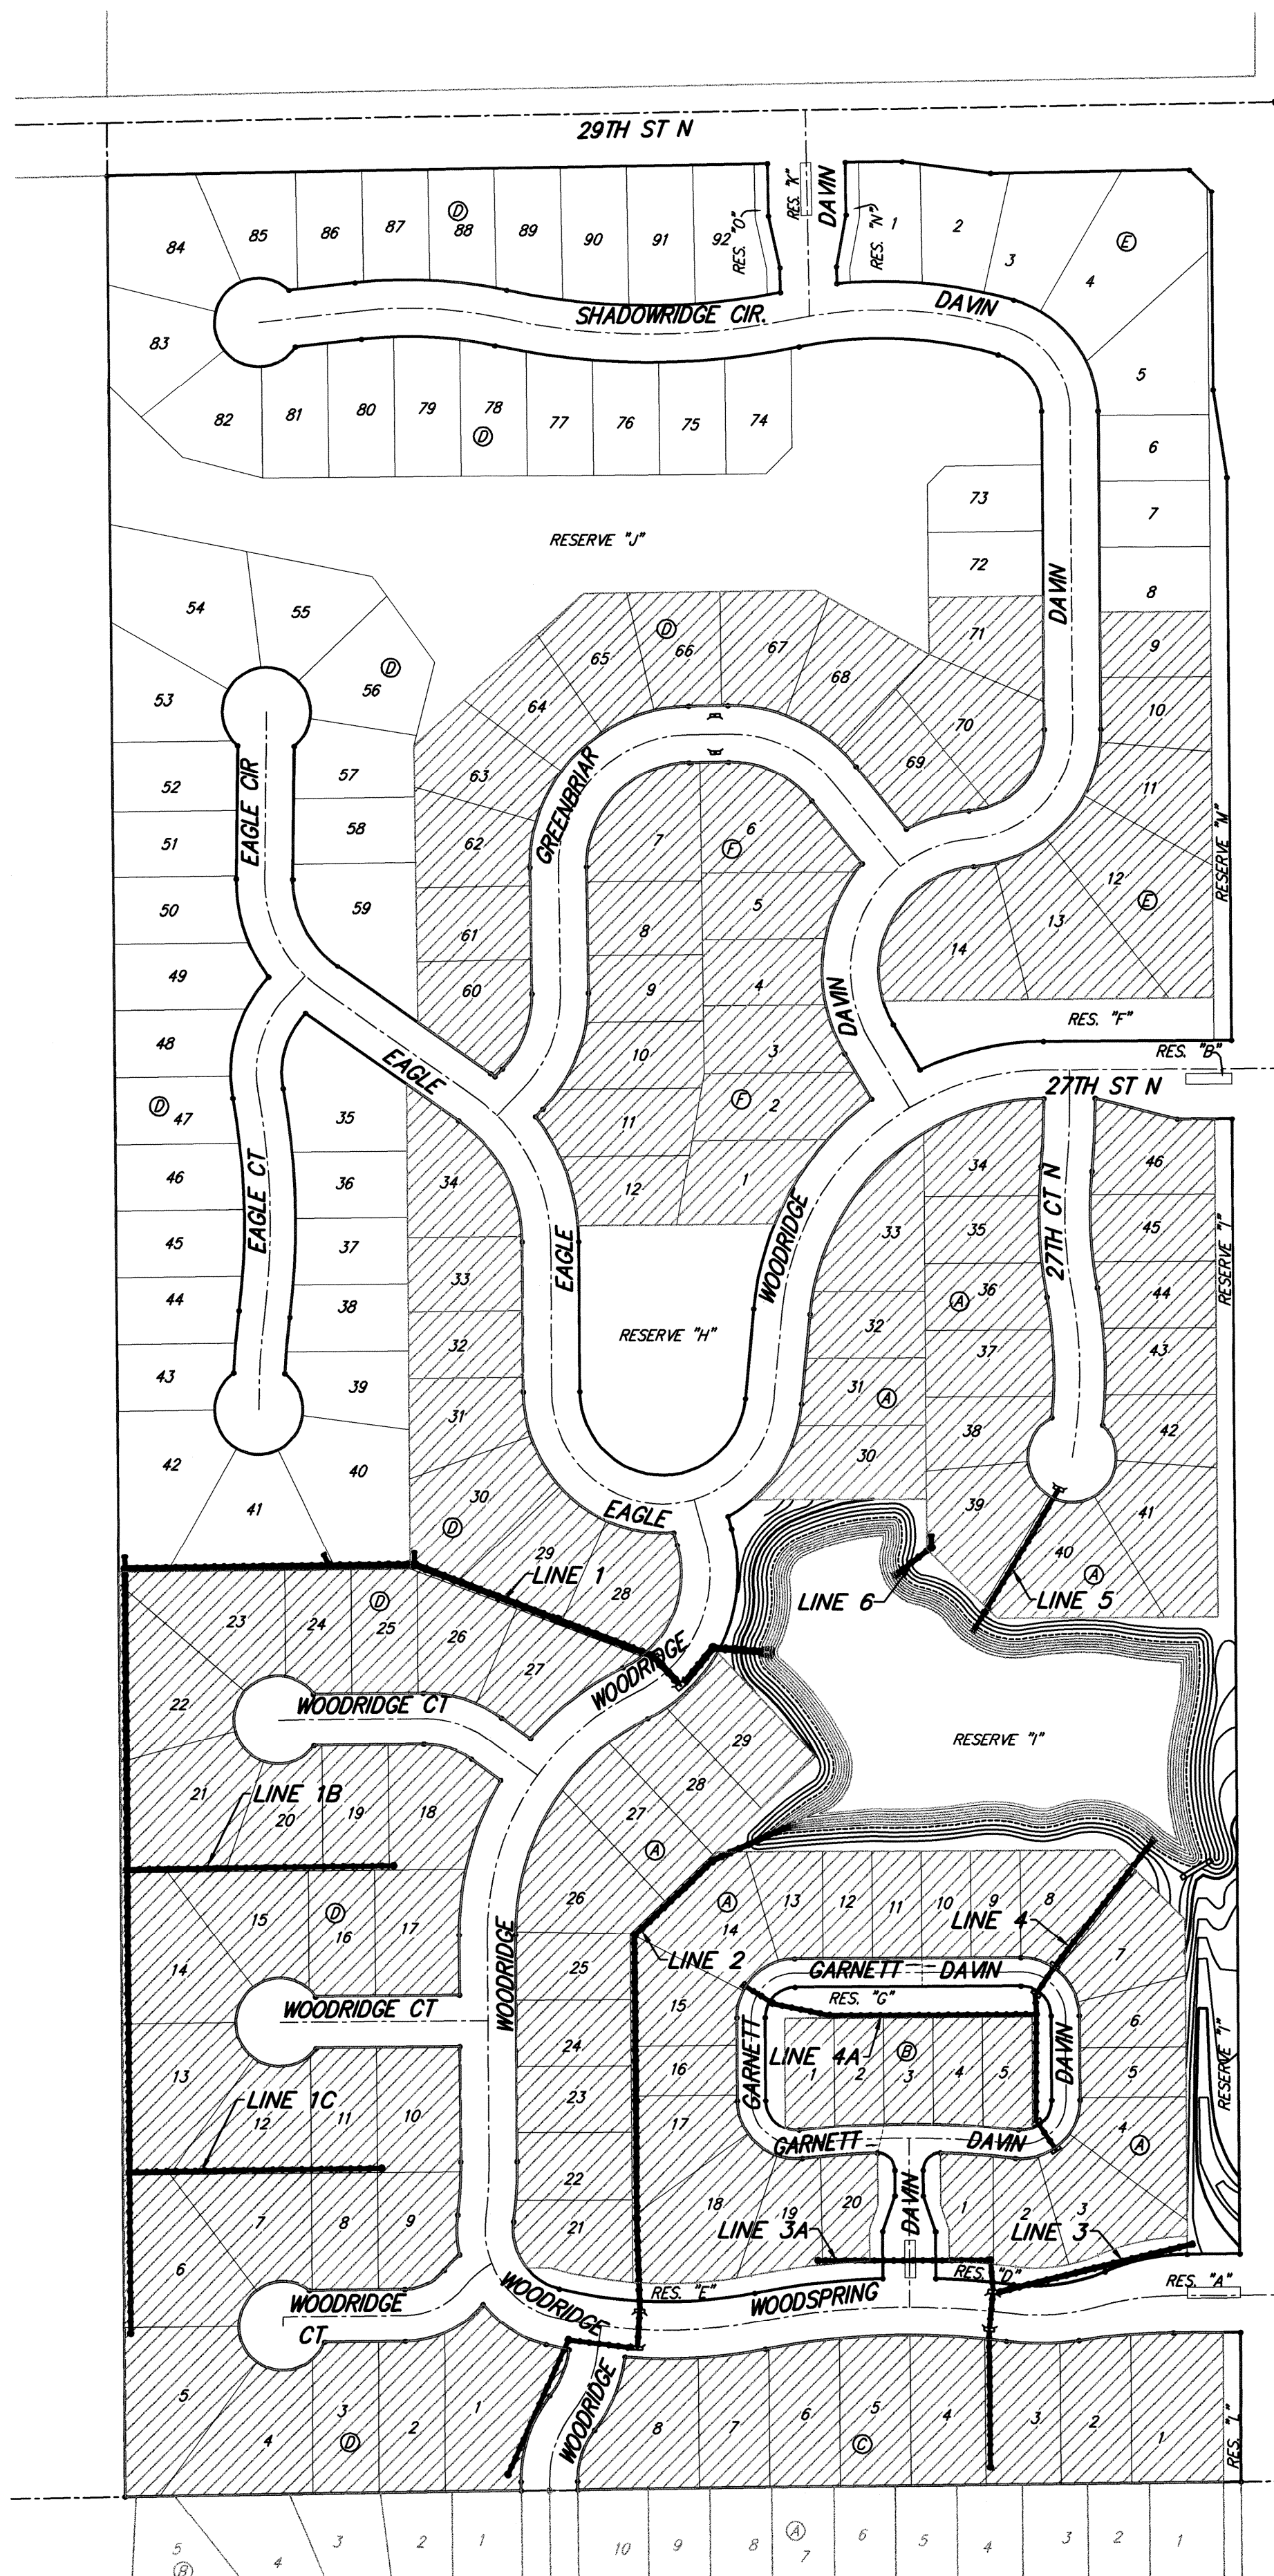 29TH ST N
RES. "K"
DAVIN
84
85
86
87
D
88
89
90
91
92
RES. "O"
RES. "N"
1
2
3
4
E
SHADOWRIDGE CIR.
DAVIN
83
5
82
81
80
79
78
D
77
76
75
74
6
73
7
RESERVE "J"
72
DAVIN
8
54
55
D
56
71
9
65
D
66
67
68
53
64
70
10
69
52
EAGLE CIR
57
63
GREENBRIAR
11
51
58
62
7
6
F
RESERVE "M"
12
E
50
59
61
8
5
13
14
49
60
9
4
DAVIN
RES. "F"
48
EAGLE
10
3
RES. "B"
27TH ST N
D
47
35
11
F
2
46
36
34
12
1
34
46
EAGLE CT
27TH CT N
45
37
EAGLE
WOODRIDGE
33
35
45
RESERVE "I"
44
38
33
A
36
44
RESERVE "H"
32
32
37
43
43
39
31
31
A
42
40
30
30
38
42
41
D
EAGLE
39
41
29
LINE 1
28
40
A
LINE 6
LINE 5
23
24
D
25
26
27
WOODRIDGE
22
WOODRIDGE CT
RESERVE "I"
29
28
21
LINE 1B
20
19
18
27
A
26
15
D
16
17
WOODRIDGE
A
14
13
12
11
10
9
8
LINE 4
LINE 2
7
14
25
GARNETT
DAVIN
WOODRIDGE CT
15
RES. "G"
6
24
GARNETT
LINE 4A
B
1
2
3
4
5
DAVIN
5
RESERVE "I"
13
16
23
LINE 1C
12
11
10
17
4
A
GARNETT
DAVIN
22
18
19
20
DAVIN
1
2
3
7
8
9
21
LINE 3A
LINE 3
6
WOODRIDGE
CT
WOODRIDGE
RES. "E"
WOODSPRING
RES. "D"
RES. "A"
5
4
3
D
2
1
WOODRIDGE
8
7
6
5
C
4
3
2
1
RES. "L"
5
B
4
3
2
1
10
9
8
A
7
6
5
4
3
2
1